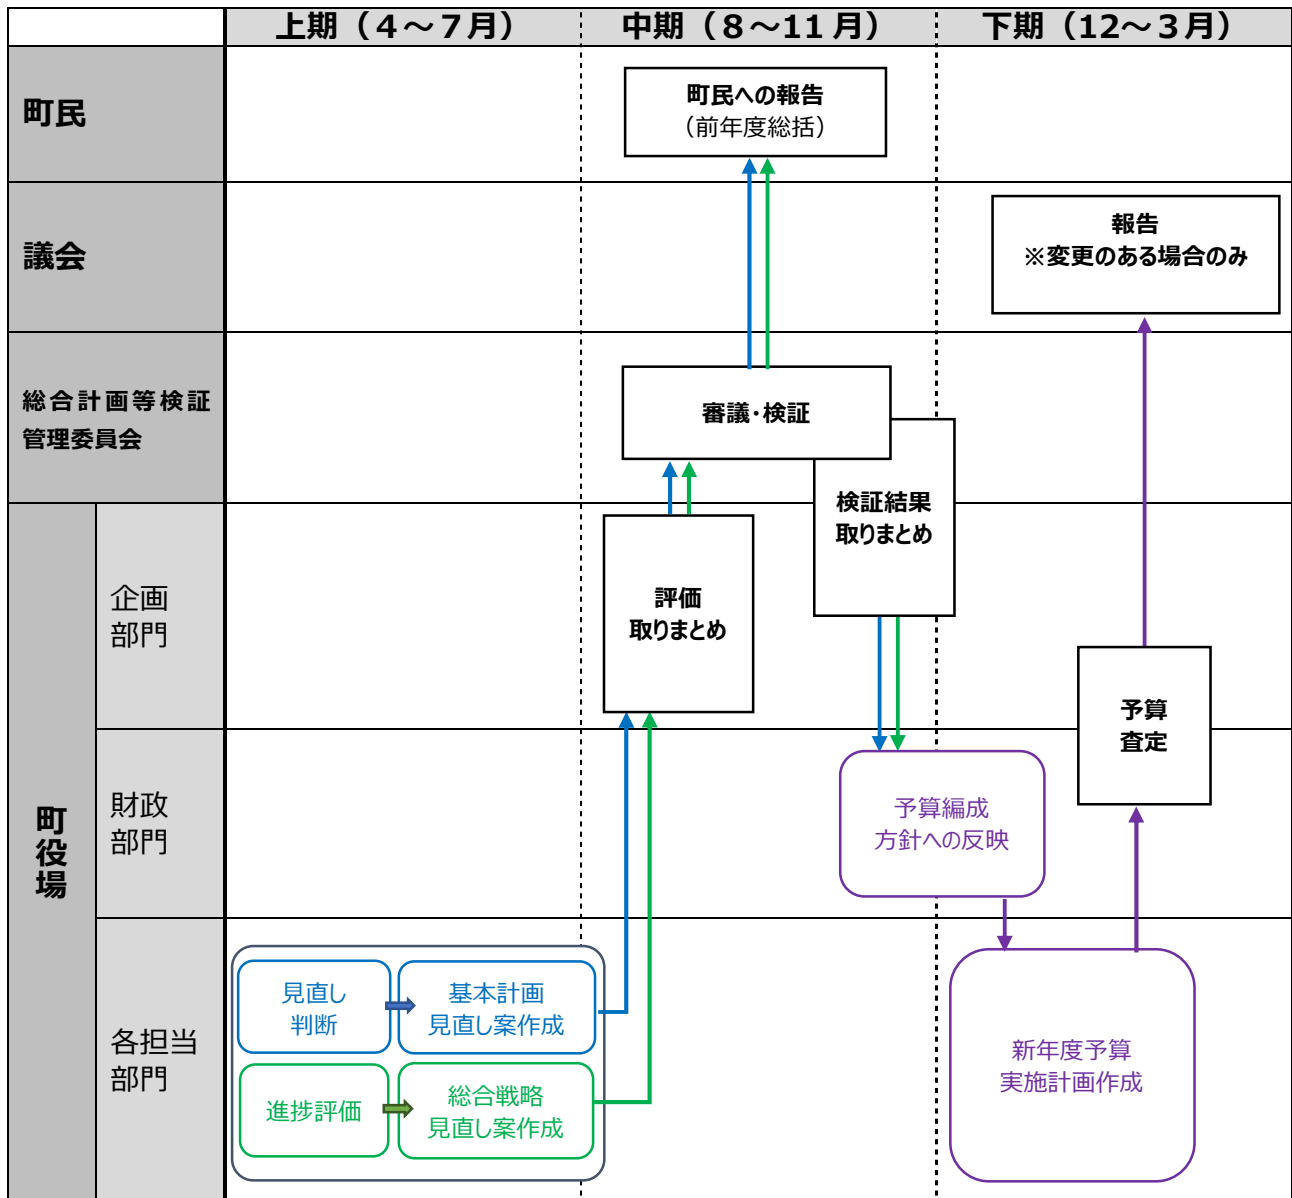 上期（４～７月）
中期（８～11 月）
下期（12～３月）
町民
町民への報告
（前年度総括）
議会
報告
※変更のある場合のみ
総合計画等検証
管理委員会
審議・検証
検証結果
取りまとめ
町役場
企画
部門
評価
取りまとめ
予算
査定
財政
部門
予算編成
方針への反映
各担当
部門
見直し
判断
基本計画
見直し案作成
進捗評価
総合戦略
見直し案作成
新年度予算
実施計画作成